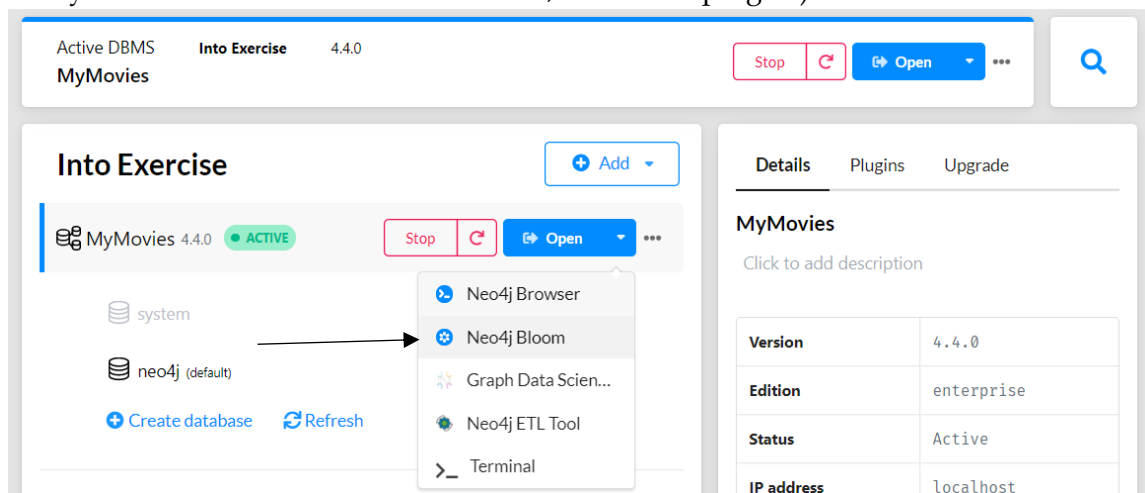 Active DBMS Into Exercise 4.4.0
MyMovies
Stop Open
Into Exercise
Add
MyMovies 4.4.0 ACTIVE
Stop Open
system
neo4j (default)
Create database Refresh
Neo4j Browser
Neo4j Bloom
Graph Data Scien...
Neo4j ETL Tool
Terminal
Details Plugins Upgrade
MyMovies
Click to add description
Version 4.4.0
Edition enterprise
Status Active
IP address localhost